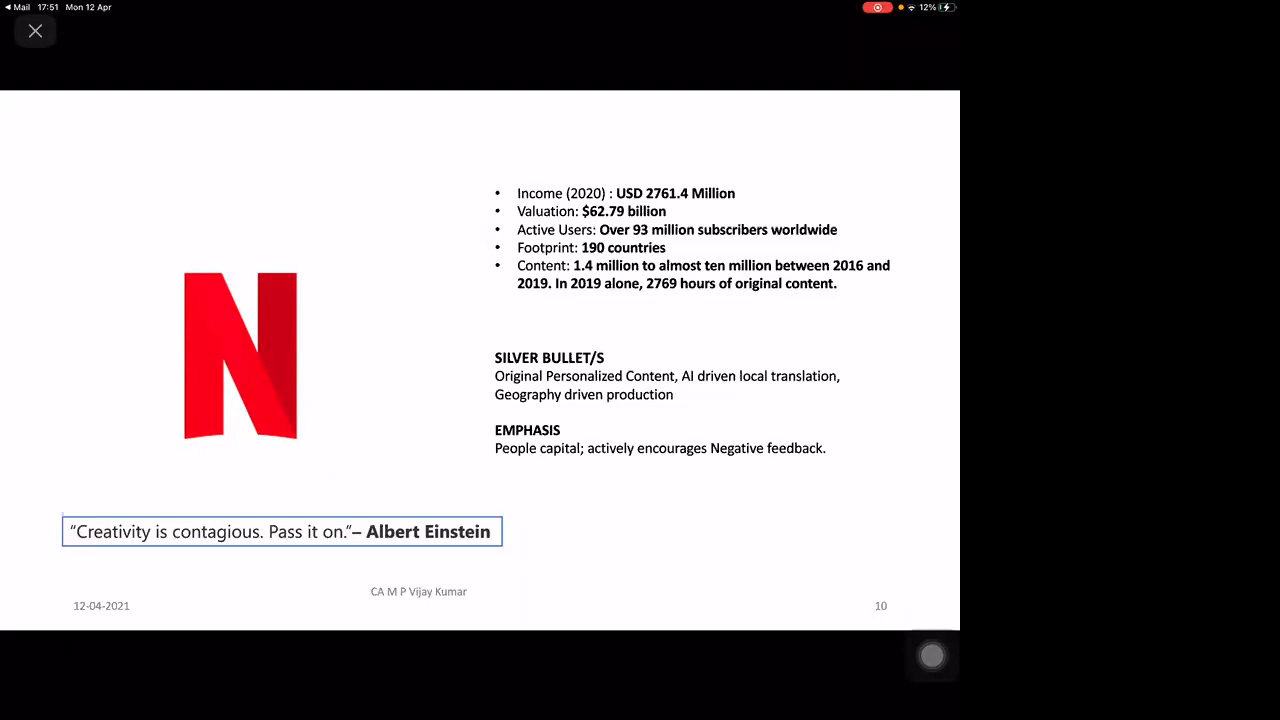 Mail 17:51 Mon 12 Apr
12%
• Income (2020) : USD 2761.4 Million
• Valuation: $62.79 billion
• Active Users: Over 93 million subscribers worldwide
• Footprint: 190 countries
• Content: 1.4 million to almost ten million between 2016 and
2019. In 2019 alone, 2769 hours of original content.
N
SILVER BULLET/S
Original Personalized Content, AI driven local translation,
Geography driven production
EMPHASIS
People capital; actively encourages Negative feedback.
“Creativity is contagious. Pass it on.”– Albert Einstein
CA M P Vijay Kumar
12-04-2021
10